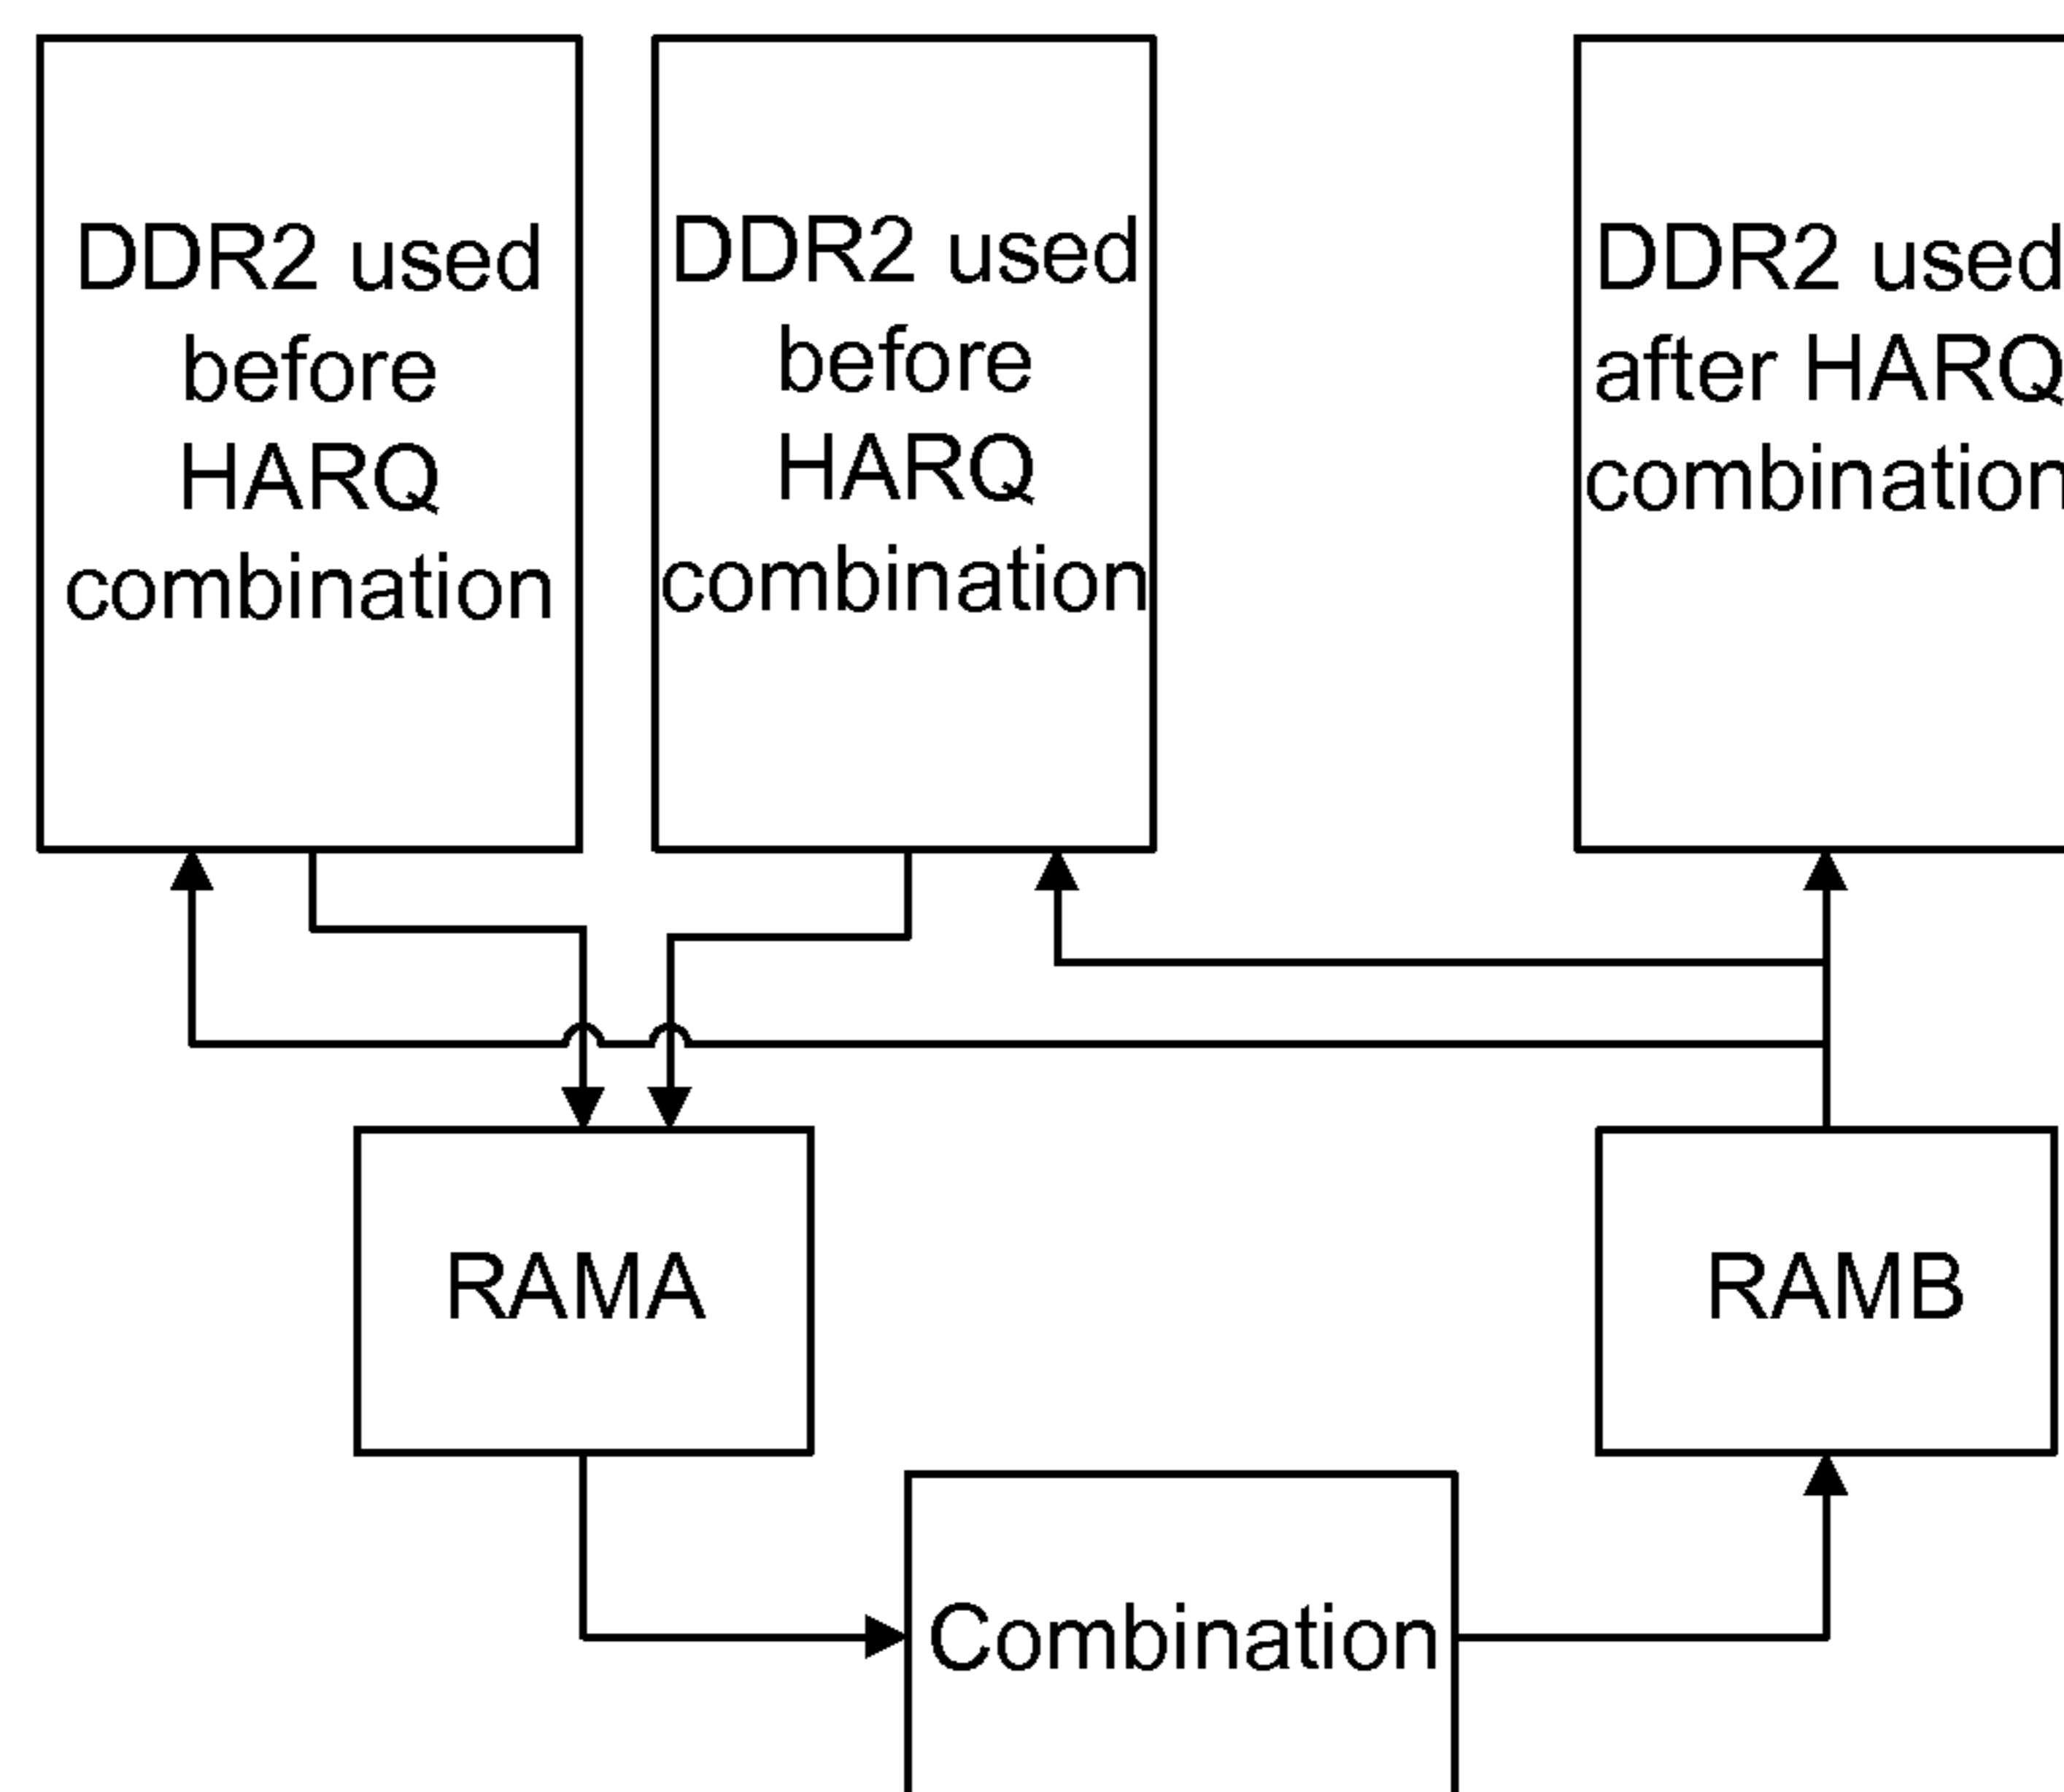 DDR2 used
before
HARQ
combination
DDR2 used
before
HARQ
combination
DDR2 used
after HARQ
combination
RAMA
RAMB
Combination